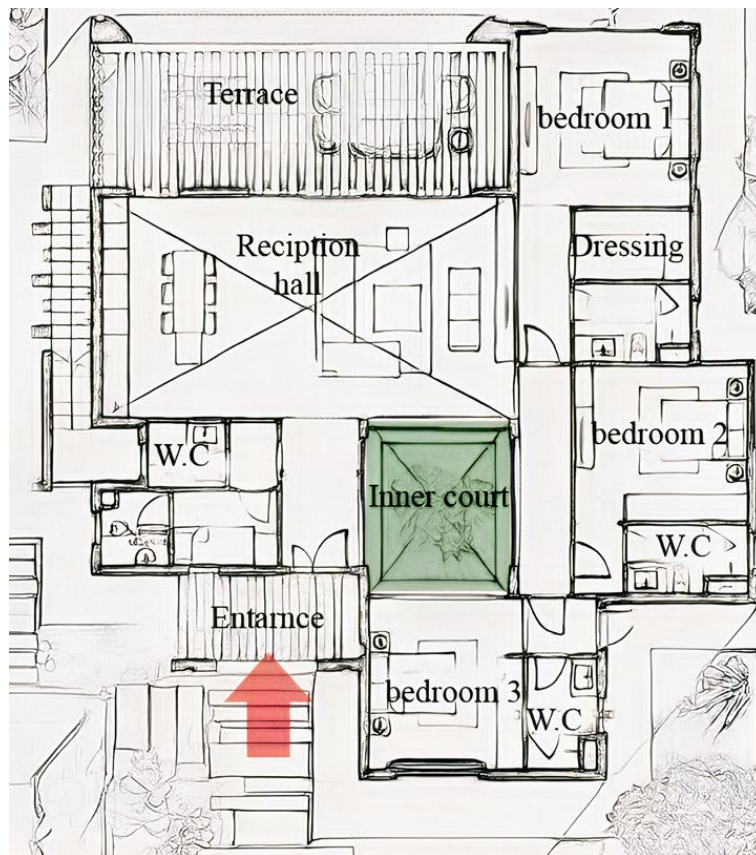 Terrace
bedroom 1
Reciption
hall
Dressing
W.C
bedroom 2
Inner court
W.C
Entarnce
bedroom 3
W.C